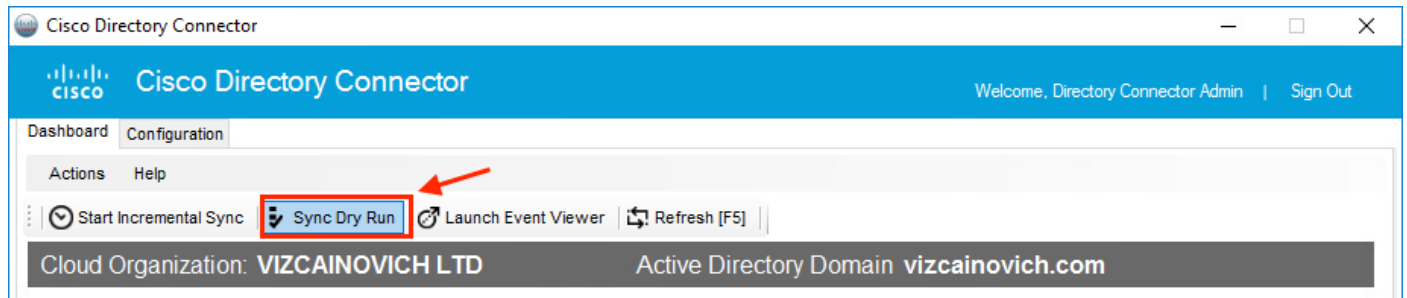 Cisco Directory Connector
cisco Cisco Directory Connector Welcome, Directory Connector Admin | Sign Out
Dashboard Configuration
Actions Help
Start Incremental Sync Sync Dry Run Launch Event Viewer Refresh [F5]
Cloud Organization: VIZCAINOVICH LTD Active Directory Domain vizcainovich.com